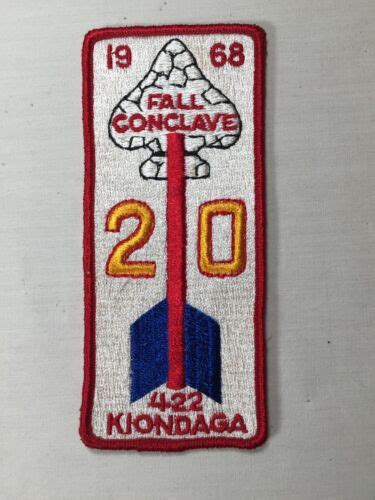 19 68
FALL
CONCLAVE
20
422
KIONDAGA